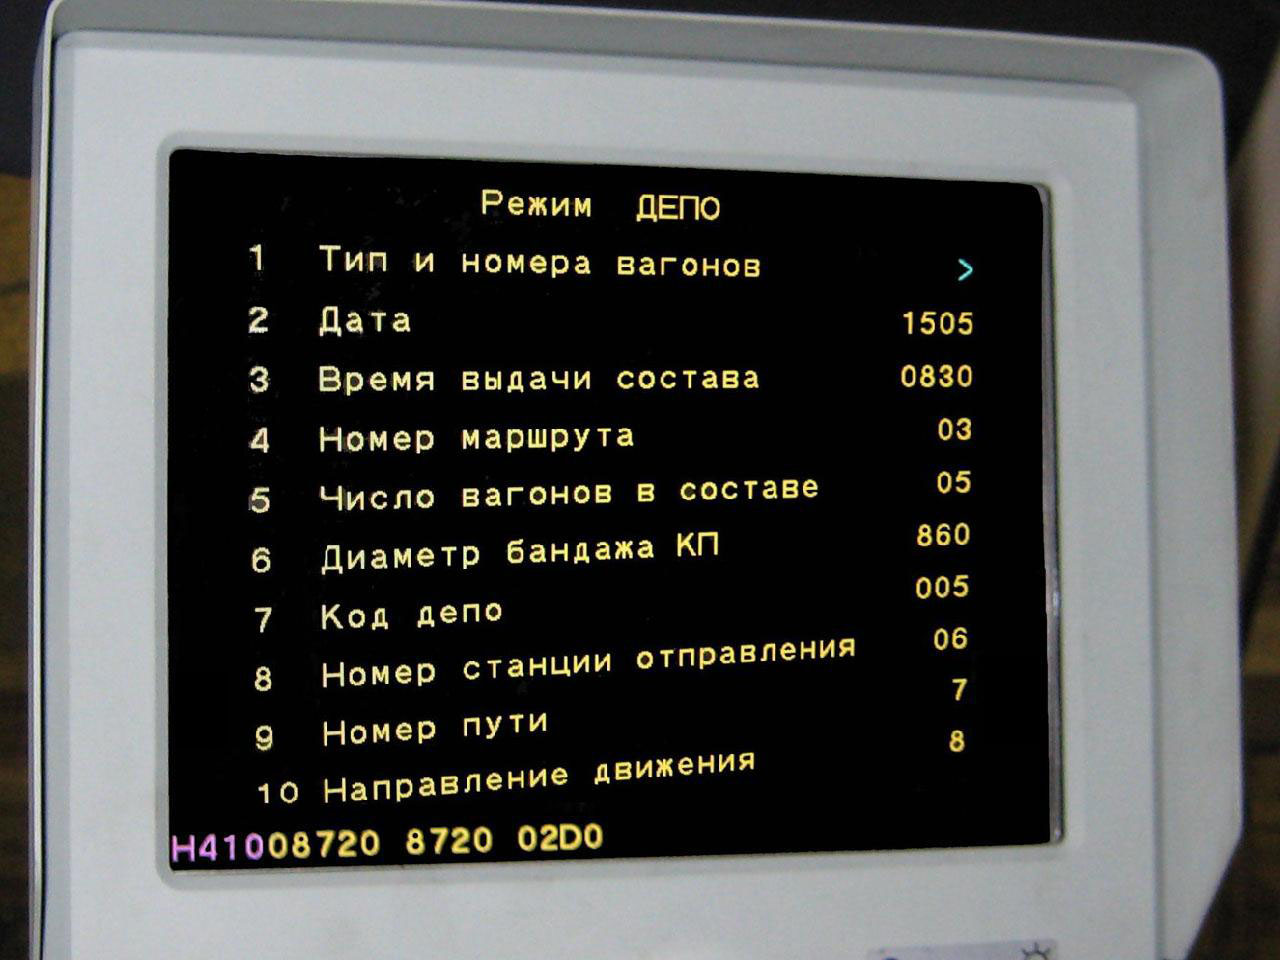 Режим ДЕПО
1 Тип и номера вагонов >
2 Дата 1505
3 Время выдачи состава 0830
4 Номер маршрута 03
5 Число вагонов в составе 05
6 Диаметр бандажа КП 860
7 Код депо 005
8 Номер станции отправления 06
9 Номер пути 7
10 Направление движения 8
Н41008720 8720 02D0